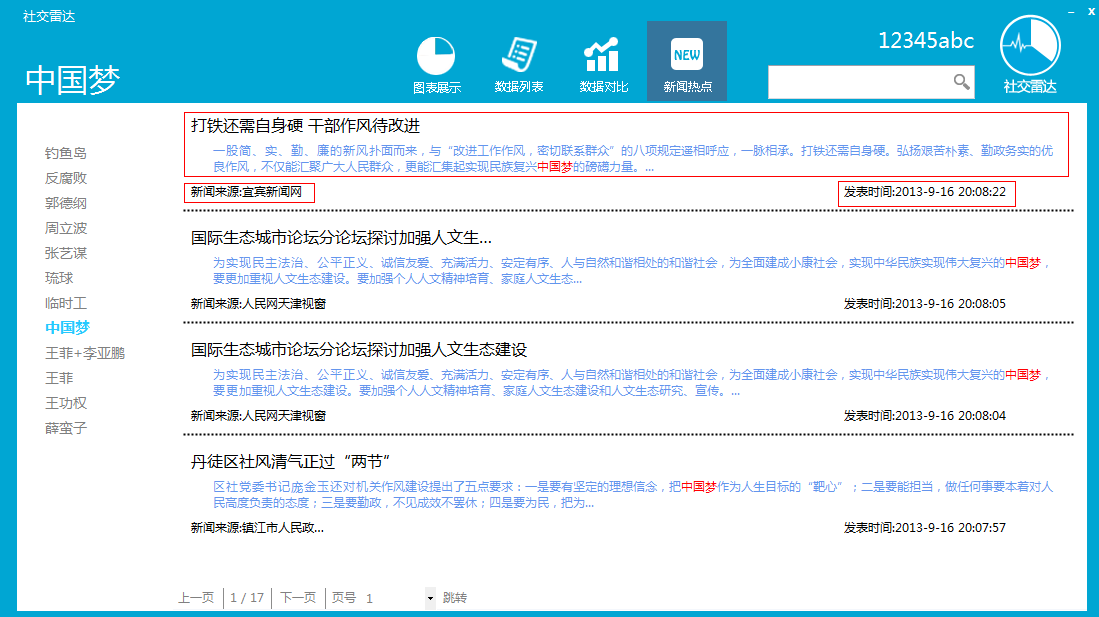 社交雷达
中国梦
图表展示
数据列表
数据对比
NEW
新闻热点
12345abc
社交雷达
钓鱼岛
反腐败
郭德纲
周立波
张艺谋
琉球
临时工
中国梦
王菲+李亚鹏
王菲
王功权
薛蛮子
打铁还需自身硬 干部作风待改进
一股简、实、勤、廉的新风扑面而来，与“改进工作作风，密切联系群众”的八项规定遥相呼应，一脉相承。打铁还需自身硬。弘扬艰苦朴素、勤政务实的优
良作风，不仅能汇聚广大人民群众，更能汇集起实现民族复兴中国梦的磅礴力量。...
新闻来源:宜宾新闻网 发表时间:2013-9-16 20:08:22
国际生态城市论坛分论坛探讨加强人文生...
为实现民主法治、公平正义、诚信友爱、充满活力、安定有序、人与自然和谐相处的和谐社会，为全面建成小康社会，实现中华民族实现伟大复兴的中国梦，
要更加重视人文生态建设。要加强个人人文精神培育、家庭人文生态...
新闻来源:人民网天津视窗 发表时间:2013-9-16 20:08:05
国际生态城市论坛分论坛探讨加强人文生态建设
为实现民主法治、公平正义、诚信友爱、充满活力、安定有序、人与自然和谐相处的和谐社会，为全面建成小康社会，实现中华民族实现伟大复兴的中国梦，
要更加重视人文生态建设。要加强个人人文精神培育、家庭人文生态建设和人文生态研究、宣传。...
新闻来源:人民网天津视窗 发表时间:2013-9-16 20:08:04
丹徒区社风清气正过“两节”
区社党委书记庞金玉还对机关作风建设提出了五点要求：一是要有坚定的理想信念，把中国梦作为人生目标的“靶心”；二是要能担当，做任何事要本着对人
民高度负责的态度；三是要勤政，不见成效不罢休；四是要为民，把为...
新闻来源:镇江市人民政... 发表时间:2013-9-16 20:07:57
上一页 1 / 17 下一页 页号 1 跳转